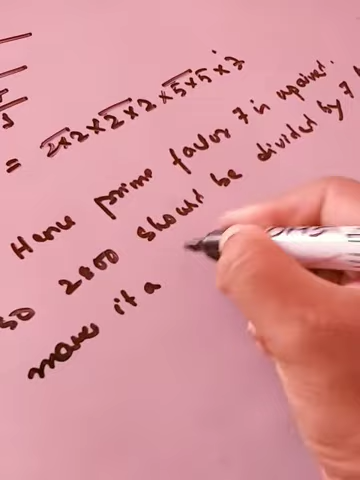 = 2×2×2×2×5×5×7
Hence prime factor 7 is unpaired.
so 2800 should be divided by 7
make it a